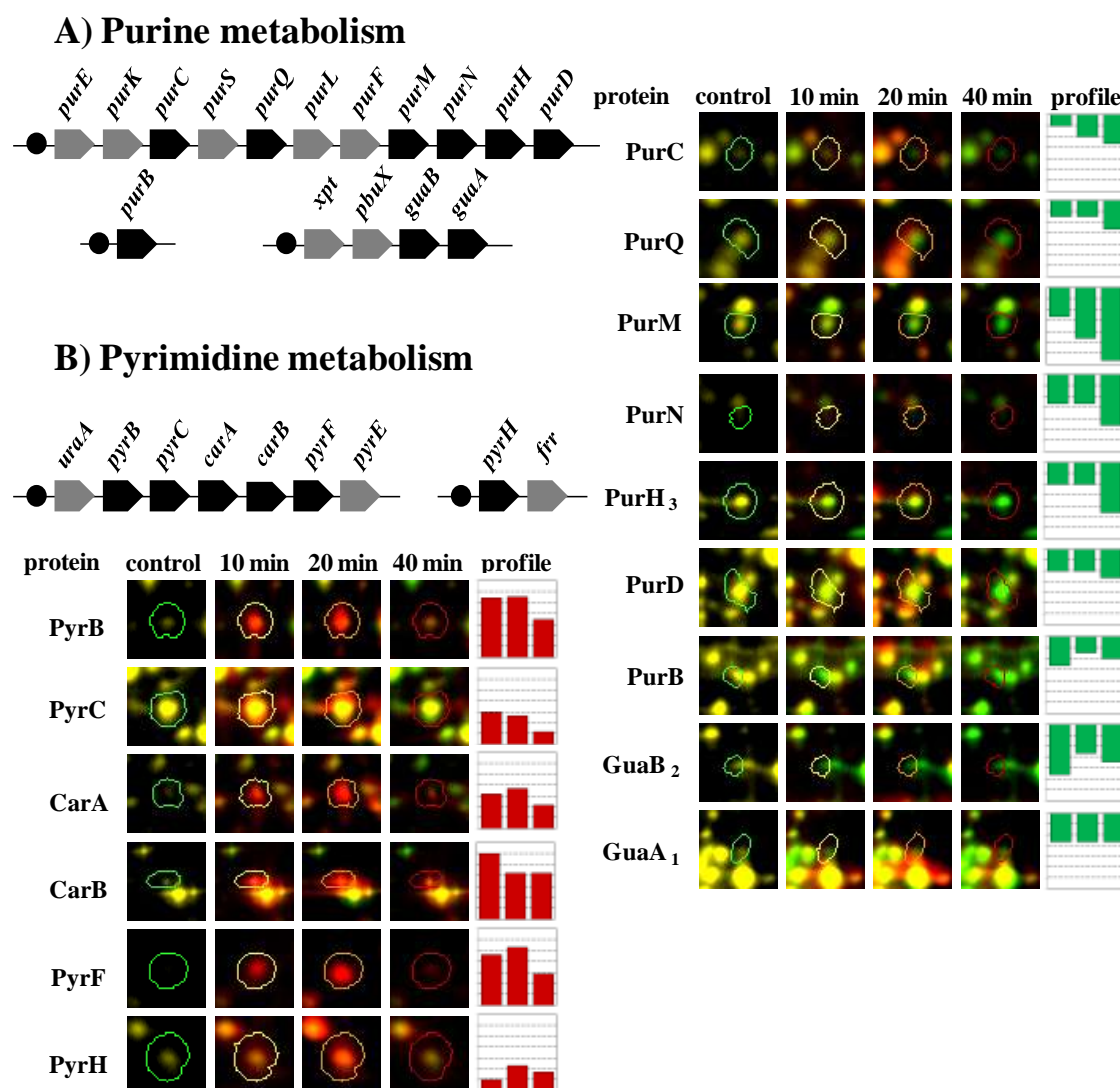 A) Purine metabolism
purE purK purC purS purQ purL purF purM purN purH purD
purB xpt pbuX guaB guaA
protein control 10 min 20 min 40 min profile
PurC
PurQ
PurM
PurN
PurH 3
PurD
PurB
GuaB 2
GuaA 1
B) Pyrimidine metabolism
uraA pyrB pyrC carA carB pyrF pyrE pyrH frr
protein control 10 min 20 min 40 min profile
PyrB
PyrC
CarA
CarB
PyrF
PyrH